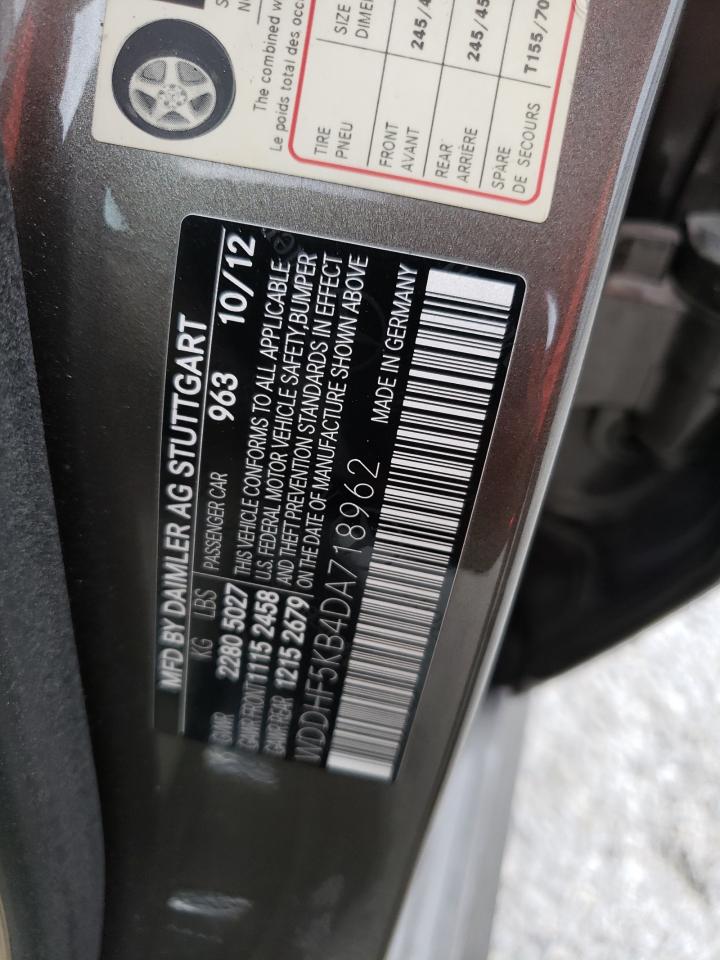 The combined w
Le poids total des occ
TIRE
PNEU
SIZE
DIMEN
FRONT
AVANT
245/4
REAR
ARRIÈRE
245/45
SPARE
DE SECOURS
T155/70
MFD BY DAIMLER AG STUTTGART
KG LBS PASSENGER CAR 963 10/12
GVWR 2280 5027 THIS VEHICLE CONFORMS TO ALL APPLICABLE
GAWR FRONT 1115 2458 U.S. FEDERAL MOTOR VEHICLE SAFETY,BUMPER
GAWR REAR 1215 2679 AND THEFT PREVENTION STANDARDS IN EFFECT
ON THE DATE OF MANUFACTURE SHOWN ABOVE
WDDHF5KB4DA718962 MADE IN GERMANY